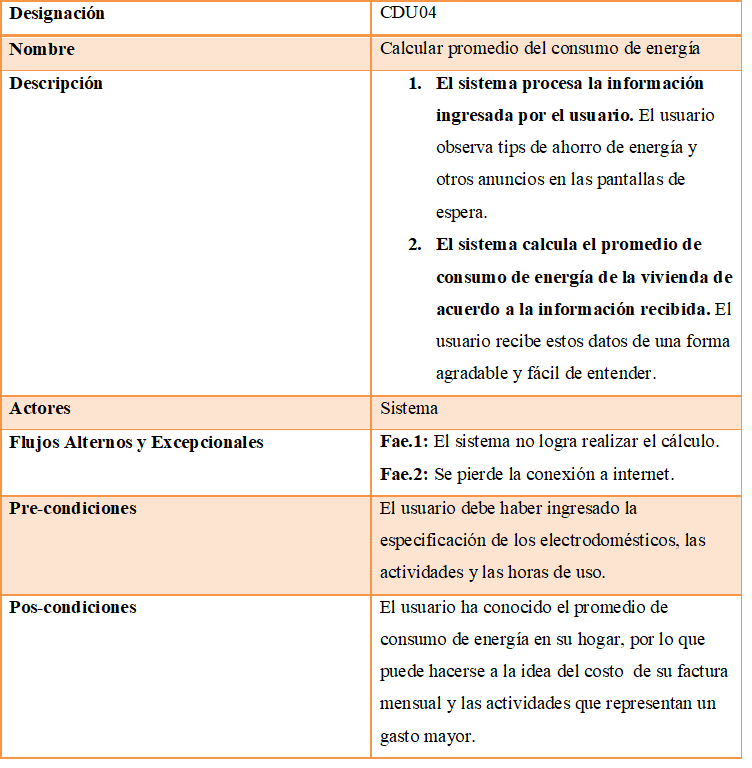 Designación CDU04
Nombre Calcular promedio del consumo de energía
Descripción 1. El sistema procesa la información
ingresada por el usuario. El usuario
observa tips de ahorro de energía y
otros anuncios en las pantallas de
espera.
2. El sistema calcula el promedio de
consumo de energía de la vivienda de
acuerdo a la información recibida. El
usuario recibe estos datos de una forma
agradable y fácil de entender.
Actores Sistema
Flujos Alternos y Excepcionales Fae.1: El sistema no logra realizar el cálculo.
Fae.2: Se pierde la conexión a internet.
Pre-condiciones El usuario debe haber ingresado la
especificación de los electrodomésticos, las
actividades y las horas de uso.
Pos-condiciones El usuario ha conocido el promedio de
consumo de energía en su hogar, por lo que
puede hacerse a la idea del costo de su factura
mensual y las actividades que representan un
gasto mayor.